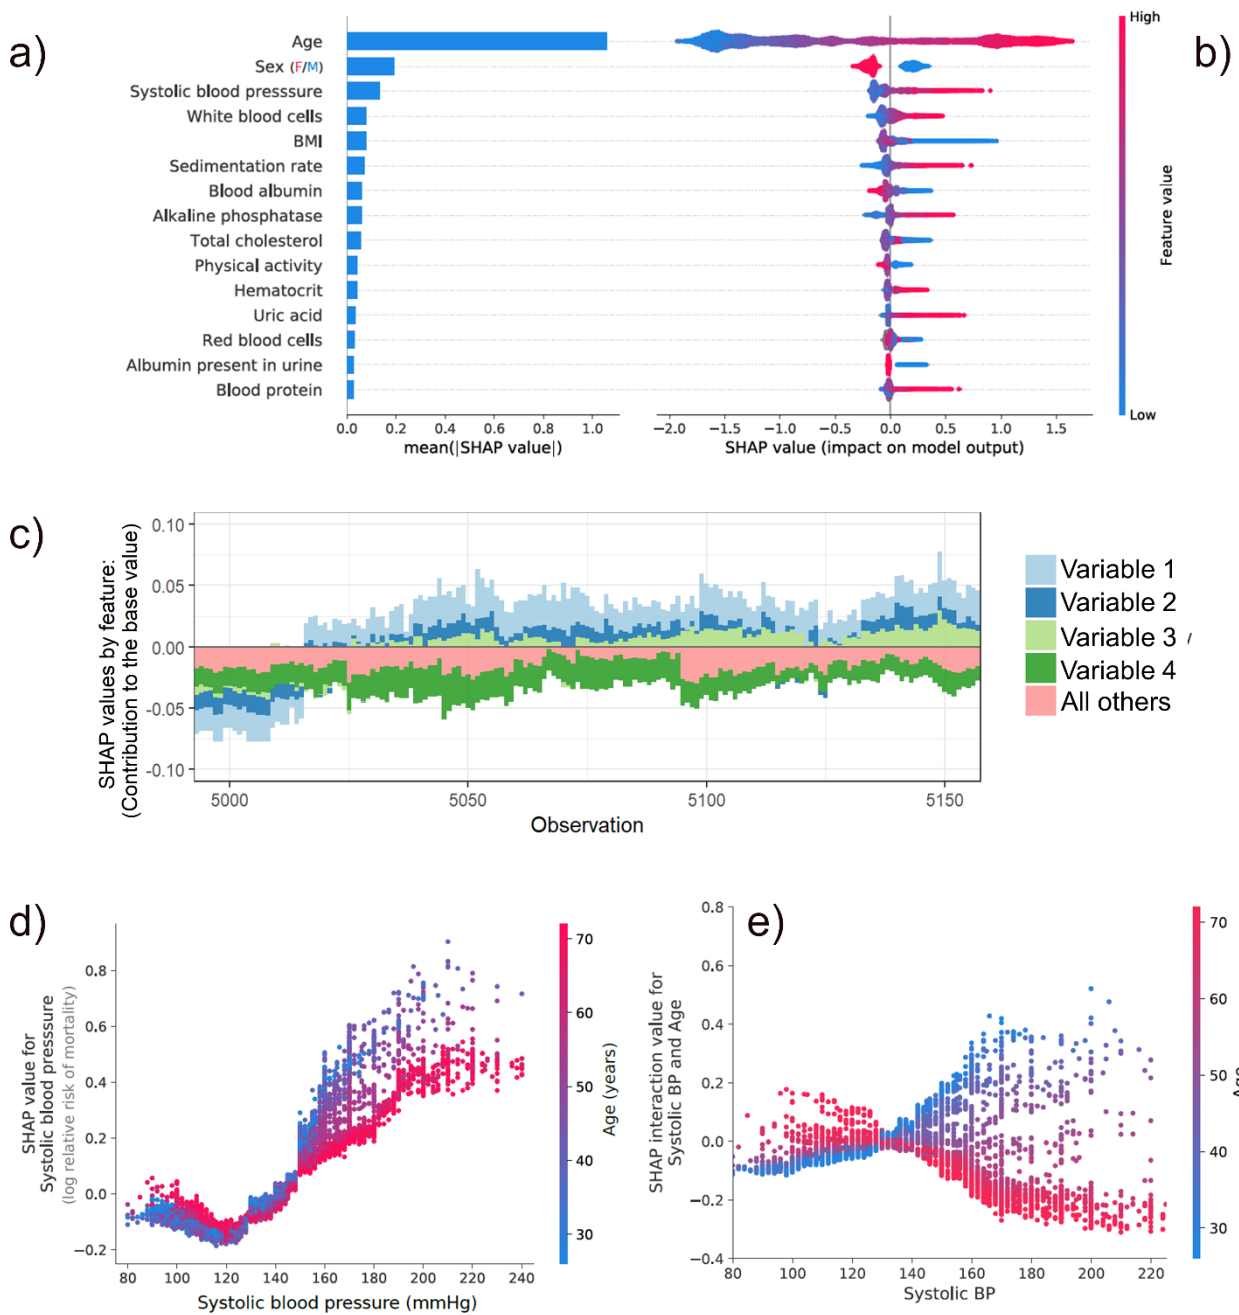 a)
Age
Sex (F/M)
Systolic blood presssure
White blood cells
BMI
Sedimentation rate
Blood albumin
Alkaline phosphatase
Total cholesterol
Physical activity
Hematocrit
Uric acid
Red blood cells
Albumin present in urine
Blood protein
0.0 0.2 0.4 0.6 0.8 1.0
mean(|SHAP value|)
b)
−2.0 −1.5 −1.0 −0.5 0.0 0.5 1.0 1.5
SHAP value (impact on model output)
High
Low
Feature value
c)
SHAP values by feature:
(Contribution to the base value)
0.10
0.05
0.00
-0.05
-0.10
5000 5050 5100 5150
Observation
Variable 1
Variable 2
Variable 3
Variable 4
All others
d)
SHAP value for
Systolic blood presssure
(log relative risk of mortality)
0.8
0.6
0.4
0.2
0.0
−0.2
80 100 120 140 160 180 200 220 240
Systolic blood pressure (mmHg)
70
60
50
40
30
Age (years)
e)
SHAP interaction value for
Systolic BP and Age
0.8
0.6
0.4
0.2
0.0
−0.2
−0.4
80 100 120 140 160 180 200 220
Systolic BP
70
60
50
40
30
Age